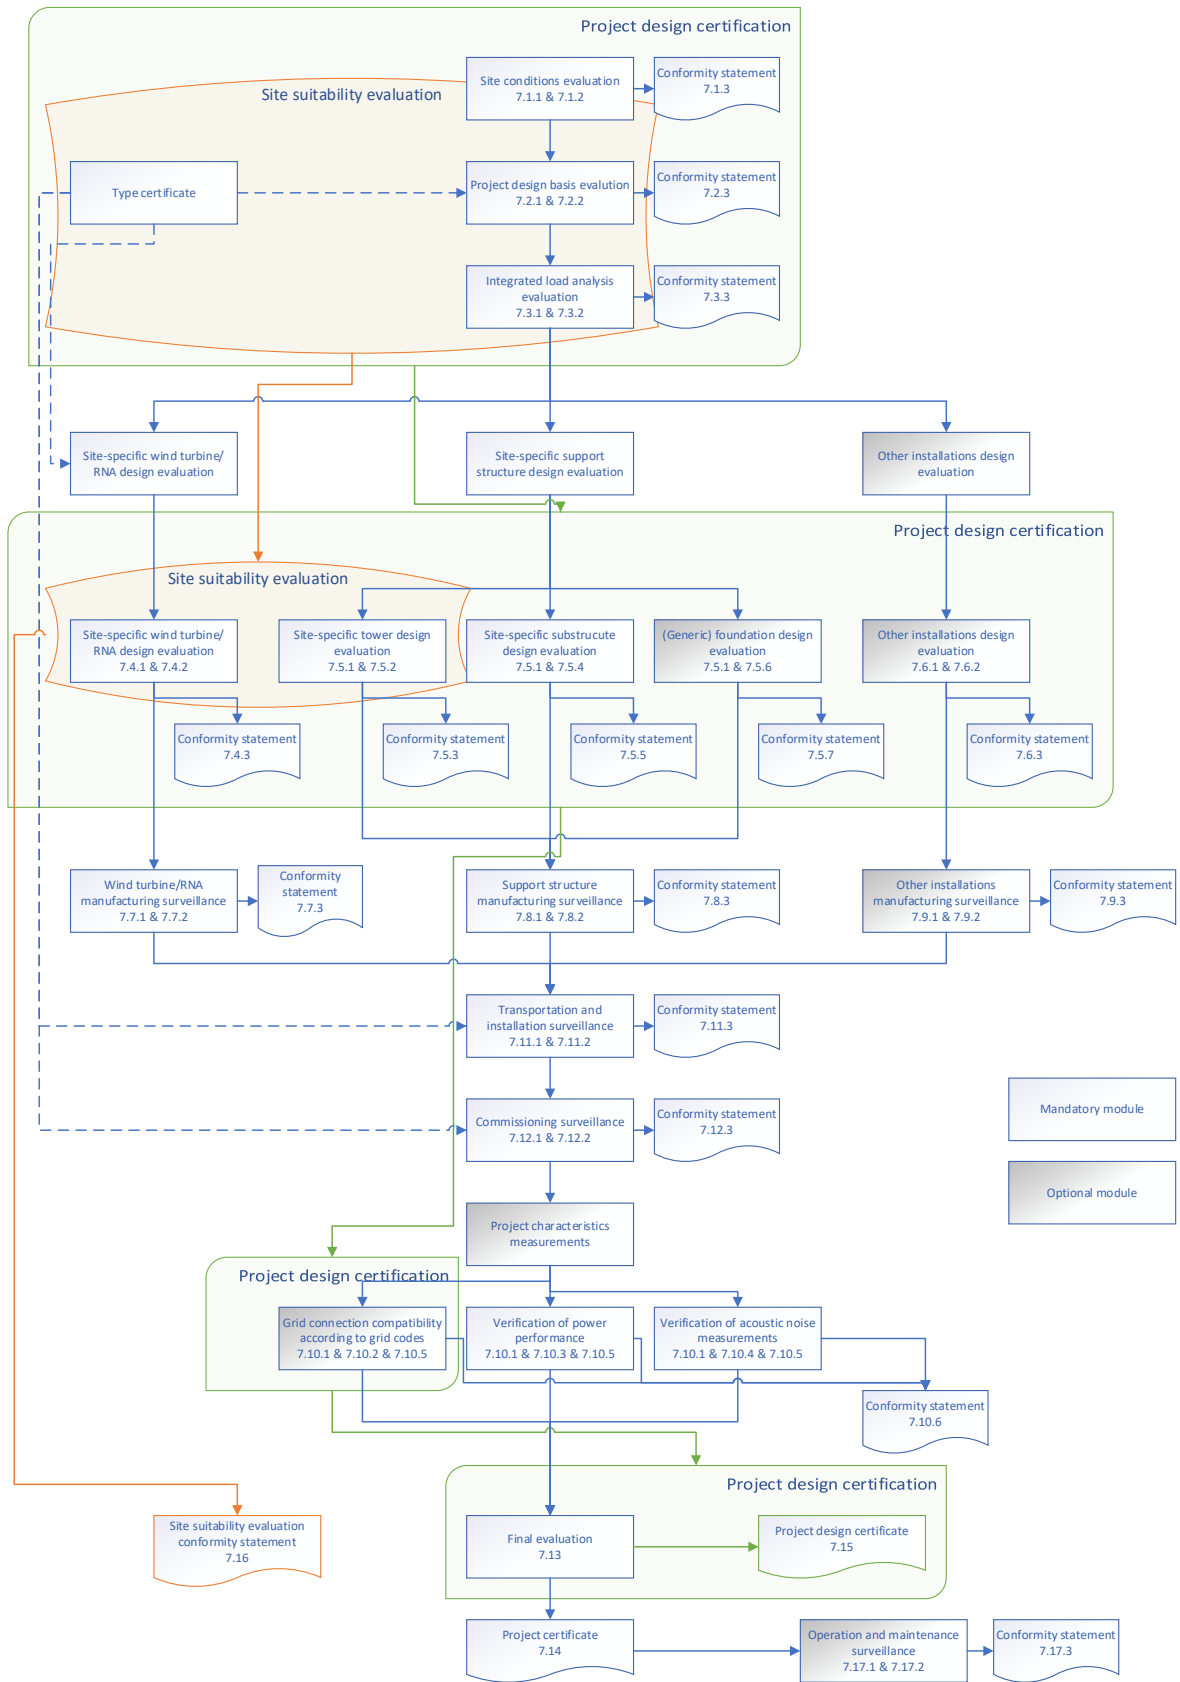 Project design certification
Site conditions evaluation
7.1.1 & 7.1.2
Conformity statement
7.1.3
Site suitability evaluation
Type certificate
Project design basis evalution
7.2.1 & 7.2.2
Conformity statement
7.2.3
Integrated load analysis
evaluation
7.3.1 & 7.3.2
Conformity statement
7.3.3
Site-specific wind turbine/
RNA design evaluation
Site-specific support
structure design evaluation
Other installations design
evaluation
Project design certification
Site suitability evaluation
Site-specific wind turbine/
RNA design evaluation
7.4.1 & 7.4.2
Site-specific tower design
evaluation
7.5.1 & 7.5.2
Site-specific substrucute
design evaluation
7.5.1 & 7.5.4
(Generic) foundation design
evaluation
7.5.1 & 7.5.6
Other installations design
evaluation
7.6.1 & 7.6.2
Conformity statement
7.4.3
Conformity statement
7.5.3
Conformity statement
7.5.5
Conformity statement
7.5.7
Conformity statement
7.6.3
Wind turbine/RNA
manufacturing surveillance
7.7.1 & 7.7.2
Conformity
statement
7.7.3
Support structure
manufacturing surveillance
7.8.1 & 7.8.2
Conformity statement
7.8.3
Other installations
manufacturing surveillance
7.9.1 & 7.9.2
Conformity statement
7.9.3
Transportation and
installation surveillance
7.11.1 & 7.11.2
Conformity statement
7.11.3
Commissioning surveillance
7.12.1 & 7.12.2
Conformity statement
7.12.3
Mandatory module
Optional module
Project characteristics
measurements
Project design certification
Grid connection compatibility
according to grid codes
7.10.1 & 7.10.2 & 7.10.5
Verification of power
performance
7.10.1 & 7.10.3 & 7.10.5
Verification of acoustic noise
measurements
7.10.1 & 7.10.4 & 7.10.5
Conformity statement
7.10.6
Project design certification
Site suitability evaluation
conformity statement
7.16
Final evaluation
7.13
Project design certificate
7.15
Project certificate
7.14
Operation and maintenance
surveillance
7.17.1 & 7.17.2
Conformity statement
7.17.3